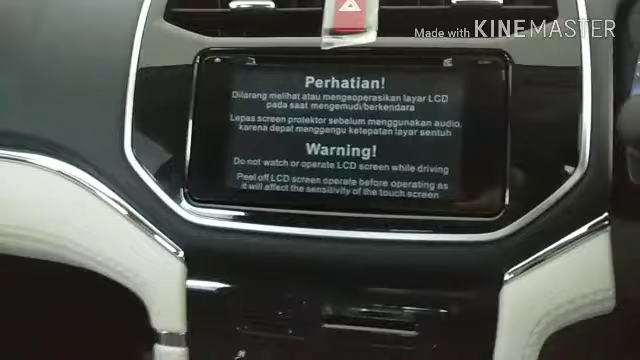 Made with KINEMASTER
Perhatian!
Dilarang melihat atau mengeoperasikan layar LCD
pada saat mengemudi/berkendara
Lepas screen protektor sebelum menggunakan audio,
karena dapat menggangu ketepatan layar sentuh
Warning!
Do not watch or operate LCD screen while driving
Peel off LCD screen operate before operating as
it will affect the sensitivity of the touch screen